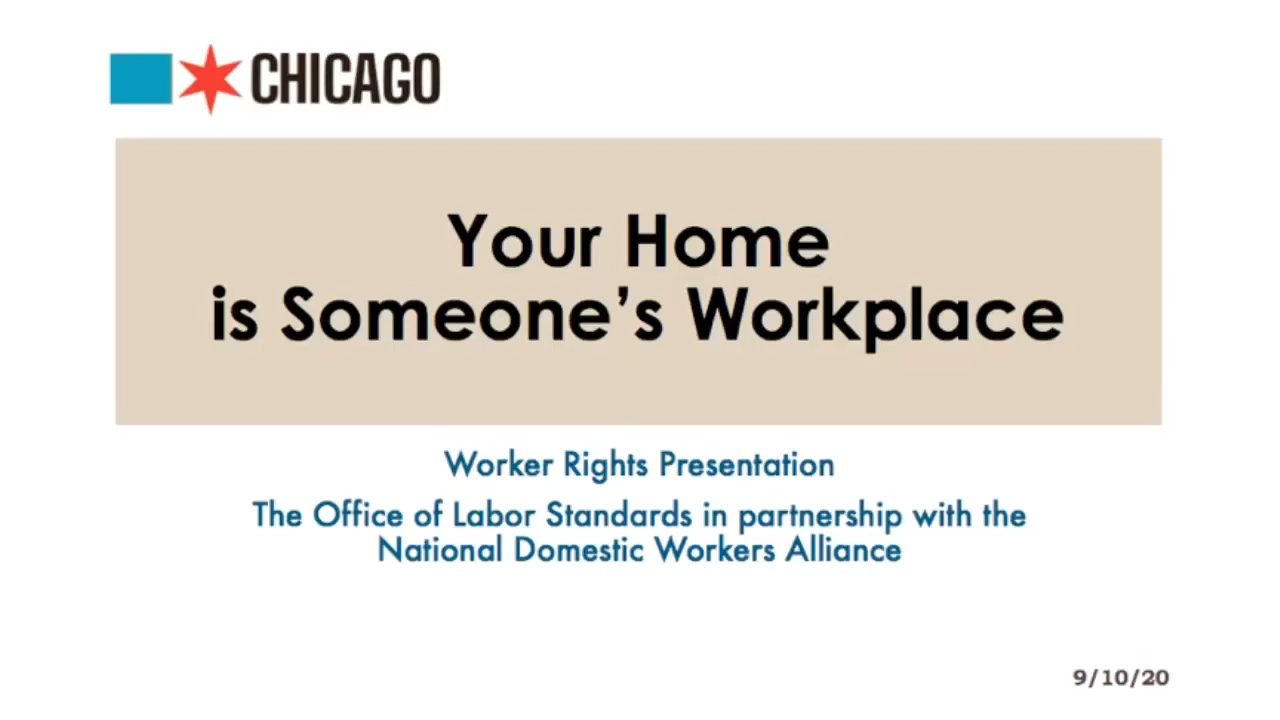 CHICAGO
Your Home
is Someone’s Workplace
Worker Rights Presentation
The Office of Labor Standards in partnership with the
National Domestic Workers Alliance
9/10/20